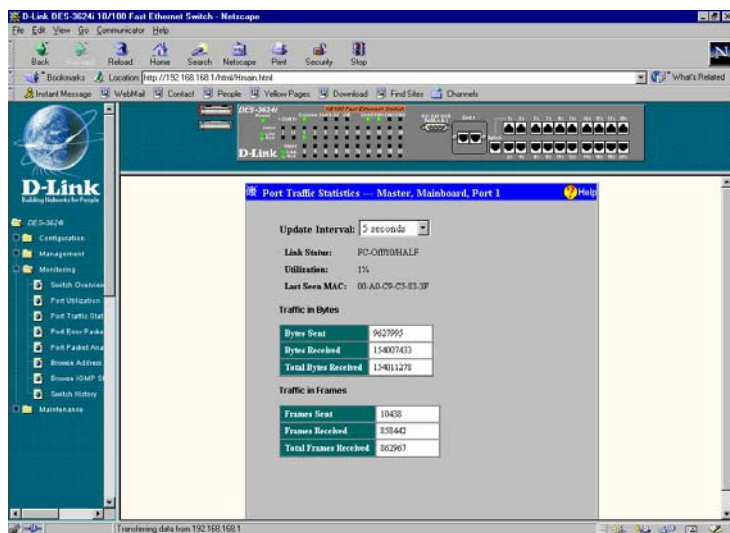 D-Link DES-3624i 10/100 Fast Ethernet Switch - Netscape
File Edit View Go Communicator Help
Back Reload Home Search Netscape Print Security Stop
Bookmarks Location: http://192.168.168.1/html/Hmain.html What's Related
Instant Message WebMail Contact People Yellow Pages Download Find Sites Channels
DES-3624i
D-Link
D-Link
Building Networks for People
Port Traffic Statistics --- Master, Mainboard, Port 1 Help
DES-3624i
Configuration
Management
Monitoring
Switch Overview
Port Utilization
Port Traffic Stat
Port Error Packe
Port Packet Ana
Browse Address
Browse IGMP S
Switch History
Maintenance
Update Interval: 5 seconds
Link Status: FC-Off/10/HALF
Utilization: 1%
Last Seen MAC: 00-A0-C9-C5-83-3F
Traffic in Bytes
Bytes Sent 9627995
Bytes Received 154007433
Total Bytes Received 154011278
Traffic in Frames
Frames Sent 10438
Frames Received 858442
Total Frames Received 862967
Transferring data from 192.168.168.1